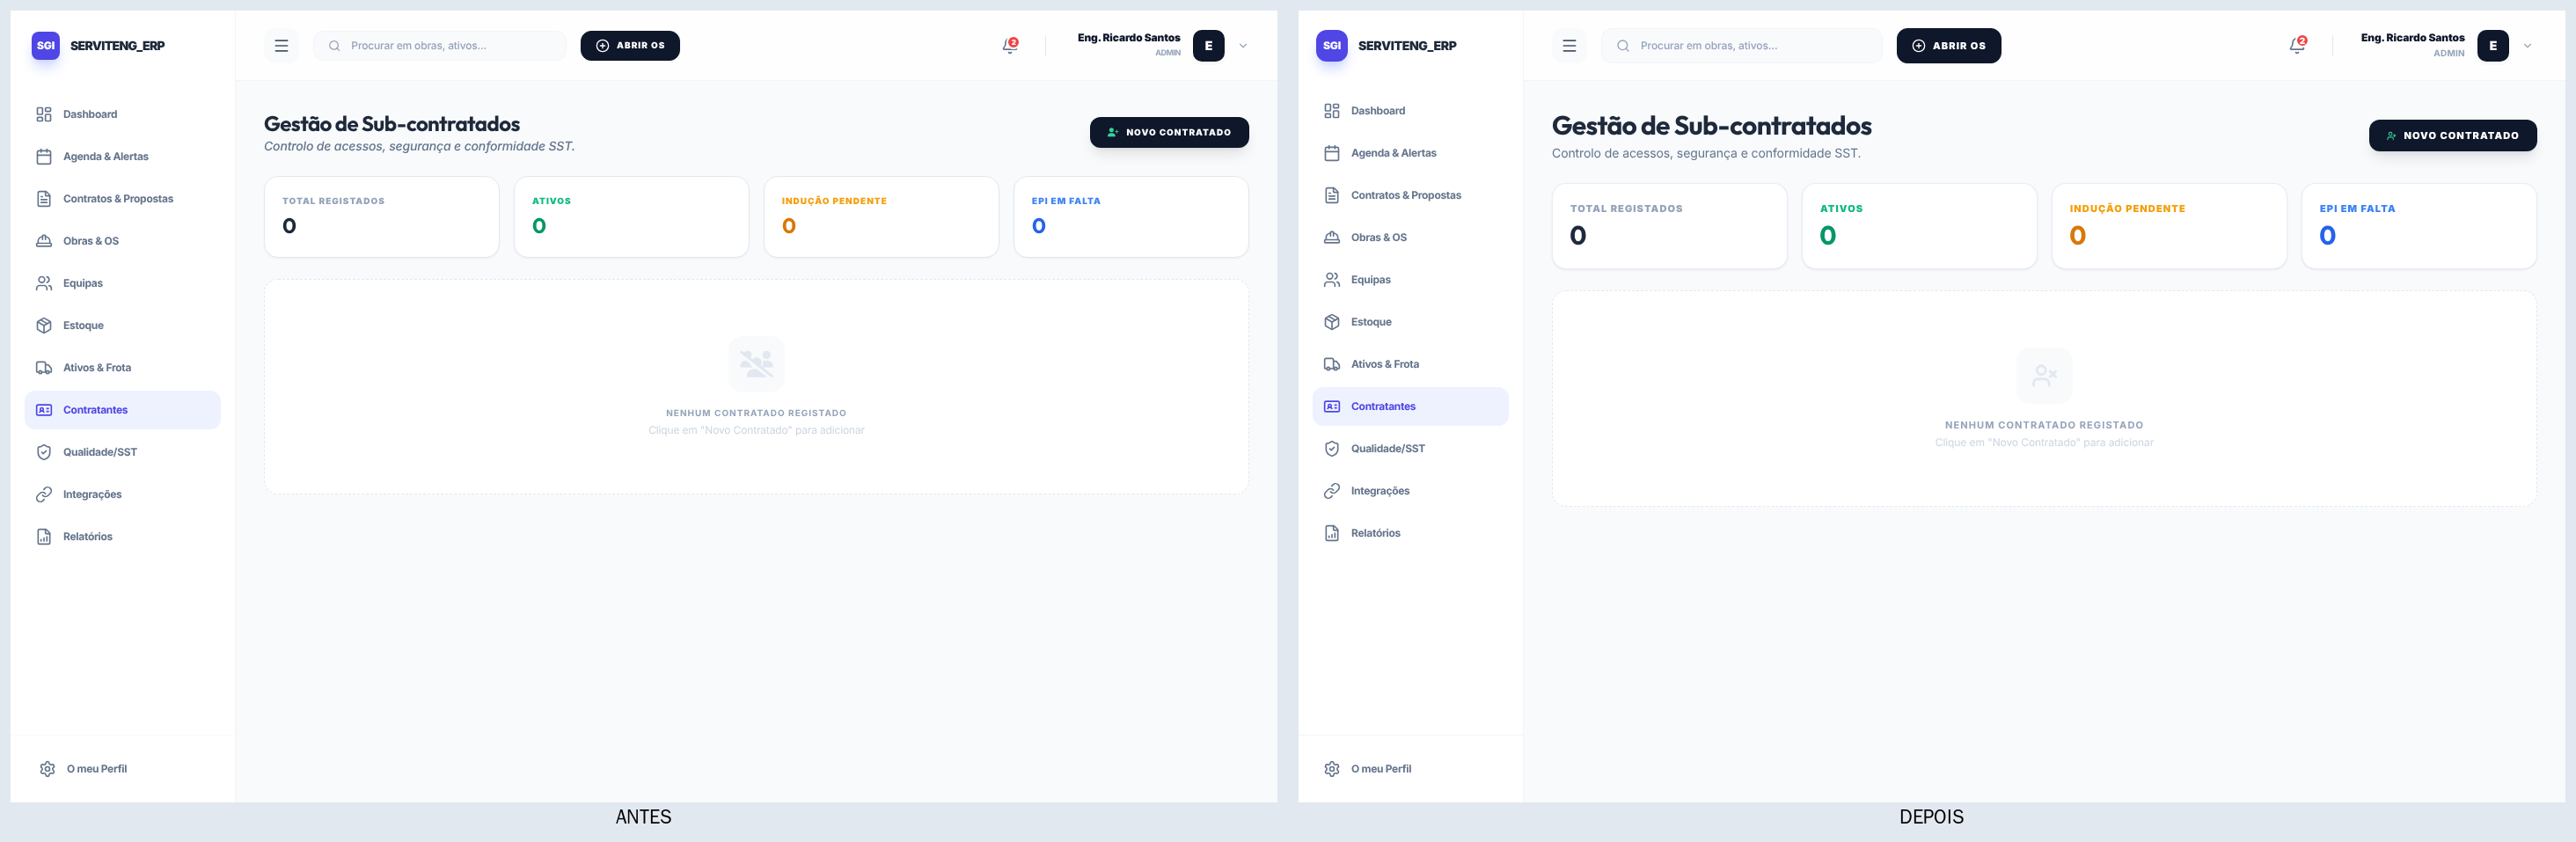 SGI SERVITENG_ERP
Procurar em obras, ativos...
ABRIR OS
2
Eng. Ricardo Santos
ADMIN
E
Dashboard
Agenda & Alertas
Contratos & Propostas
Obras & OS
Equipas
Estoque
Ativos & Frota
Contratantes
Qualidade/SST
Integrações
Relatórios
O meu Perfil
Gestão de Sub-contratados
Controlo de acessos, segurança e conformidade SST.
NOVO CONTRATADO
TOTAL REGISTADOS
0
ATIVOS
0
INDUÇÃO PENDENTE
0
EPI EM FALTA
0
NENHUM CONTRATADO REGISTADO
Clique em "Novo Contratado" para adicionar
ANTES
SGI SERVITENG_ERP
Procurar em obras, ativos...
ABRIR OS
2
Eng. Ricardo Santos
ADMIN
E
Dashboard
Agenda & Alertas
Contratos & Propostas
Obras & OS
Equipas
Estoque
Ativos & Frota
Contratantes
Qualidade/SST
Integrações
Relatórios
O meu Perfil
Gestão de Sub-contratados
Controlo de acessos, segurança e conformidade SST.
NOVO CONTRATADO
TOTAL REGISTADOS
0
ATIVOS
0
INDUÇÃO PENDENTE
0
EPI EM FALTA
0
NENHUM CONTRATADO REGISTADO
Clique em "Novo Contratado" para adicionar
DEPOIS